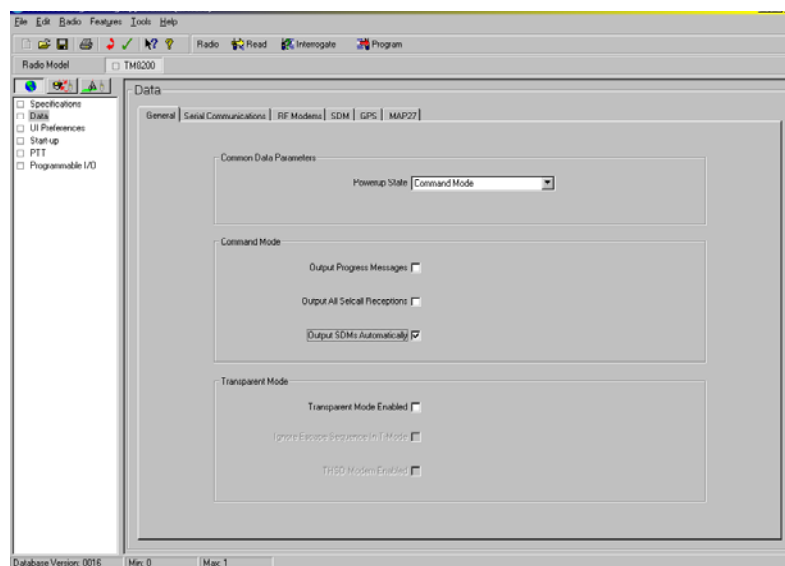 File Edit Radio Features Tools Help
Radio Read Interrogate Program
Radio Model TM8200
Data
Specifications
Data
UI Preferences
Start-up
PTT
Programmable I/O
General Serial Communications RF Modems SDM GPS MAP27
Common Data Parameters
Powerup State Command Mode
Command Mode
Output Progress Messages
Output All Selcall Receptions
Output SDMs Automatically
Transparent Mode
Transparent Mode Enabled
Ignore Escape Sequence In T Mode
THSD Modem Enabled
Database Version: 0016 Min: 0 Max: 1